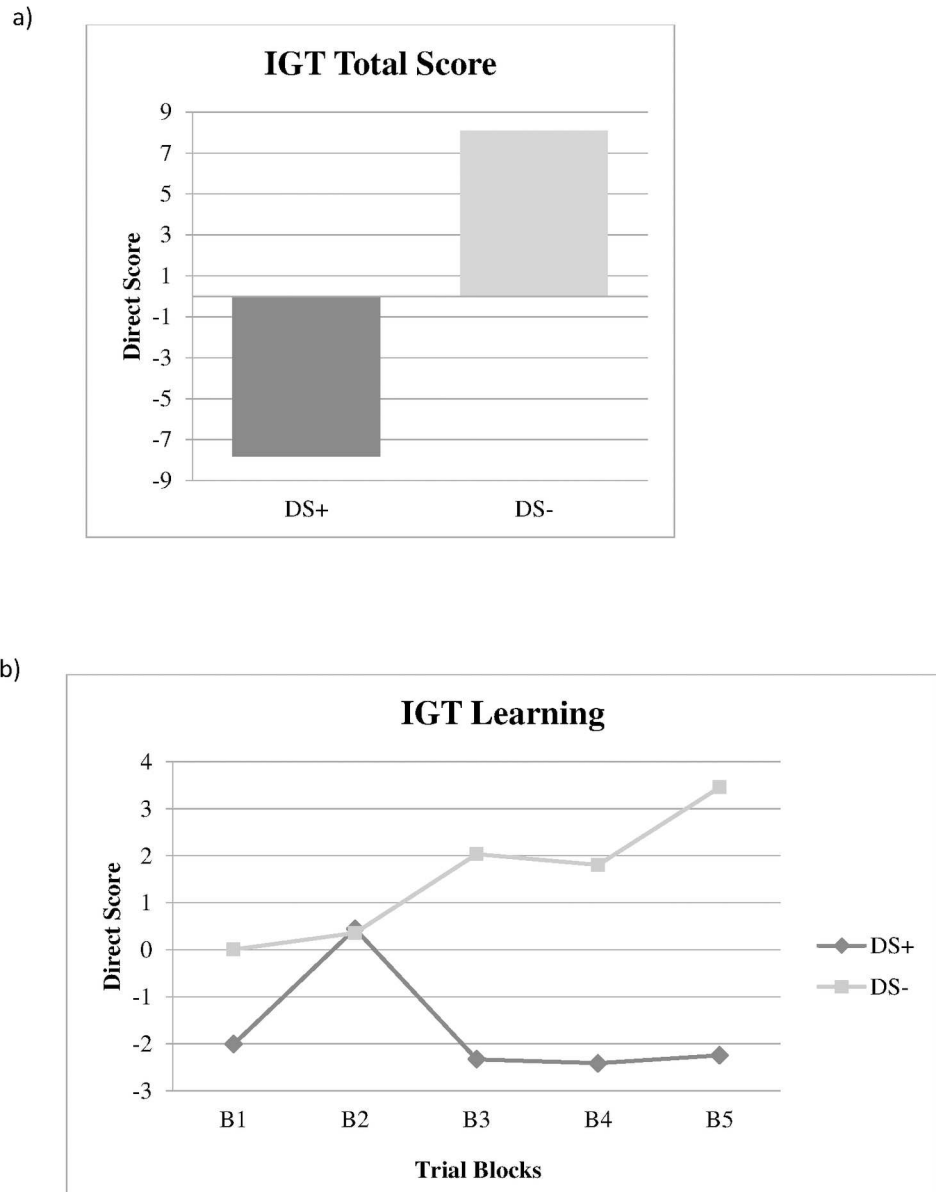 a)
IGT Total Score
9
7
5
3
1
-1
-3
-5
-7
-9
Direct Score
DS+
DS-
b)
IGT Learning
4
3
2
1
0
-1
-2
-3
Direct Score
B1
B2
B3
B4
B5
Trial Blocks
DS+
DS-